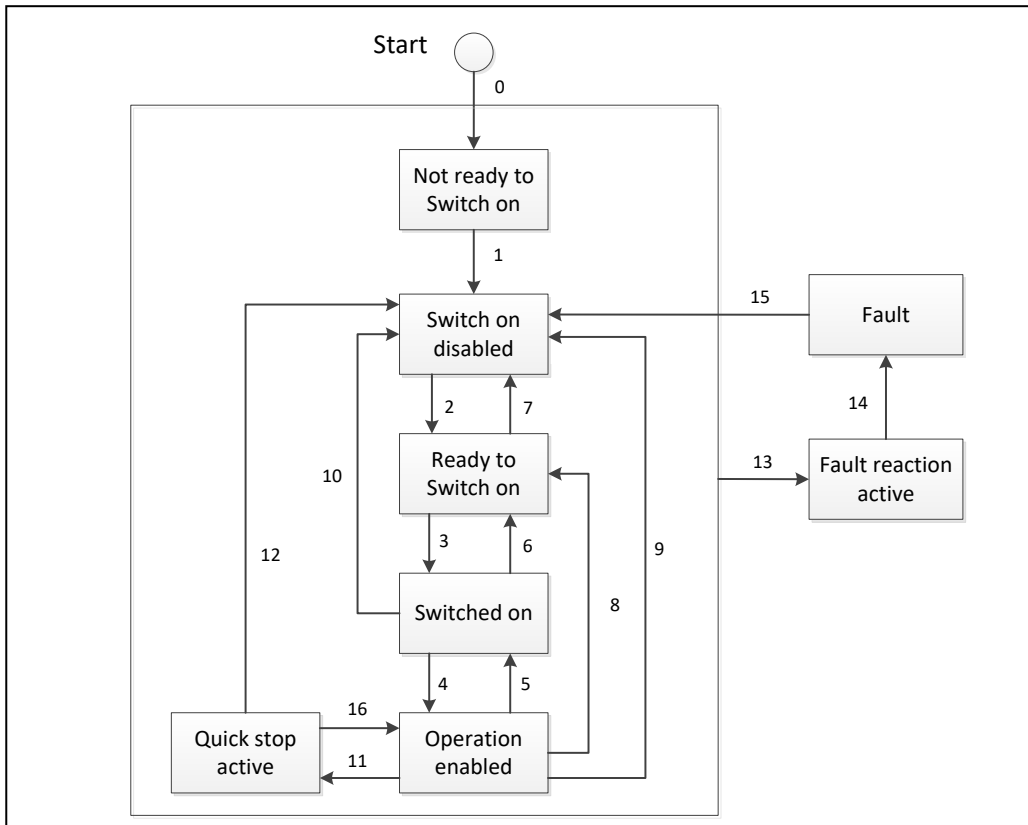 Start
0
Not ready to
Switch on
1
15
Fault
Switch on
disabled
2
7
14
Ready to
Switch on
10
13
Fault reaction
active
3
6
9
12
8
Switched on
4
5
16
Quick stop
active
11
Operation
enabled